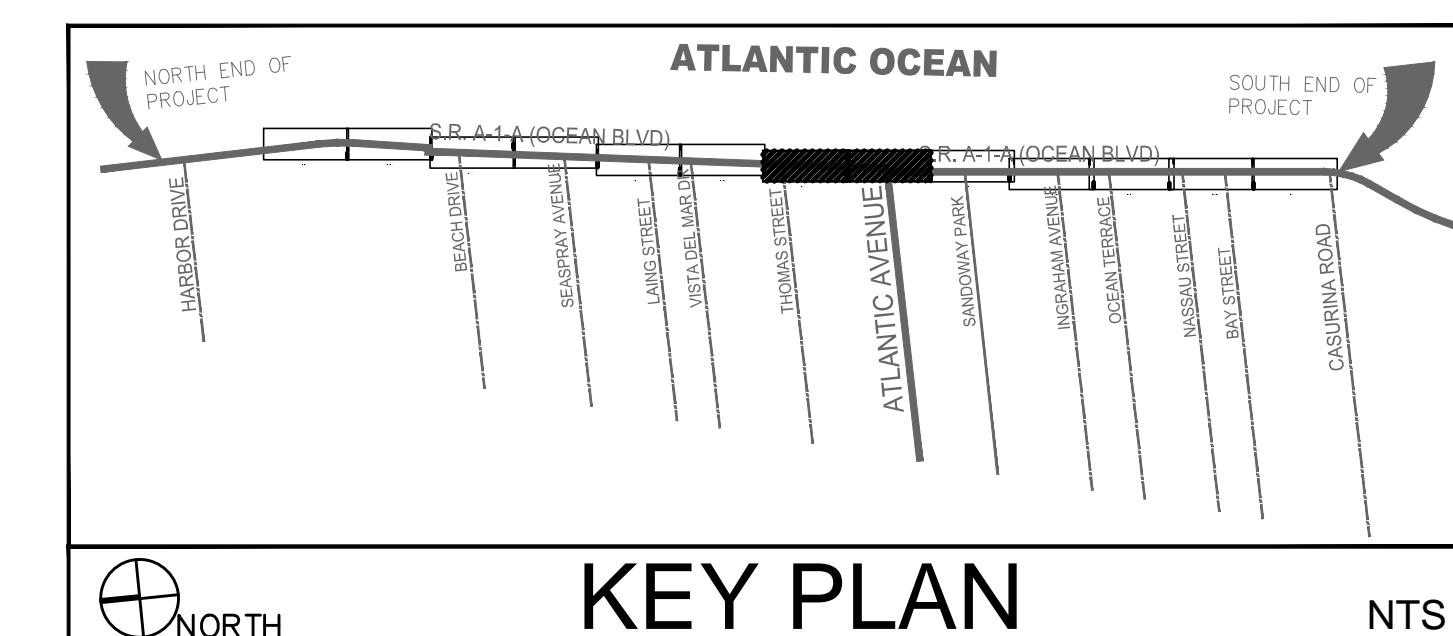 ATLANTIC OCEAN
NORTH END OF
PROJECT
SOUTH END OF
PROJECT
S.R. A-1-A (OCEAN BLVD)
S.R. A-1-A (OCEAN BLVD)
HARBOR DRIVE
BEACH DRIVE
SEASPRAY AVENUE
LAING STREET
VISTA DEL MAR DR
THOMAS STREET
ATLANTIC AVENUE
SANDOWAY PARK
INGRAHAM AVENUE
OCEAN TERRACE
NASSAU STREET
BAY STREET
CASURINA ROAD
NORTH
KEY PLAN
NTS